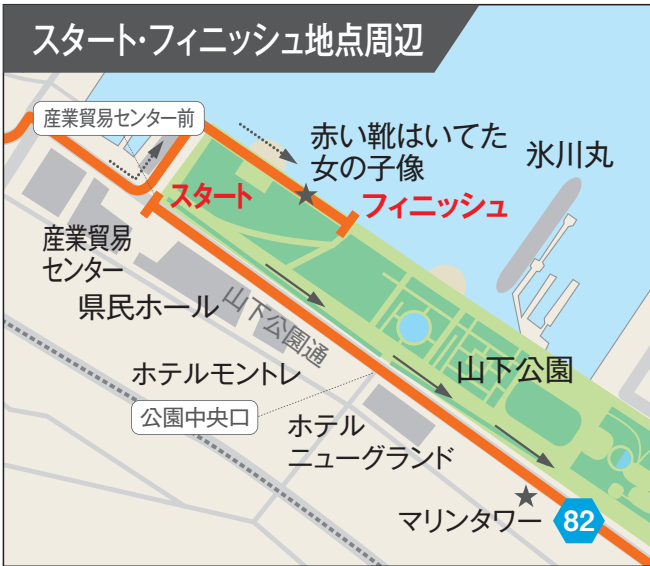 スタート・フィニッシュ地点周辺
産業貿易センター前
赤い靴はいてた
女の子像
氷川丸
スタート
フィニッシュ
産業貿易
センター
県民ホール
山下公園通
ホテルモントレ
山下公園
公園中央口
ホテル
ニューグランド
マリンタワー
82